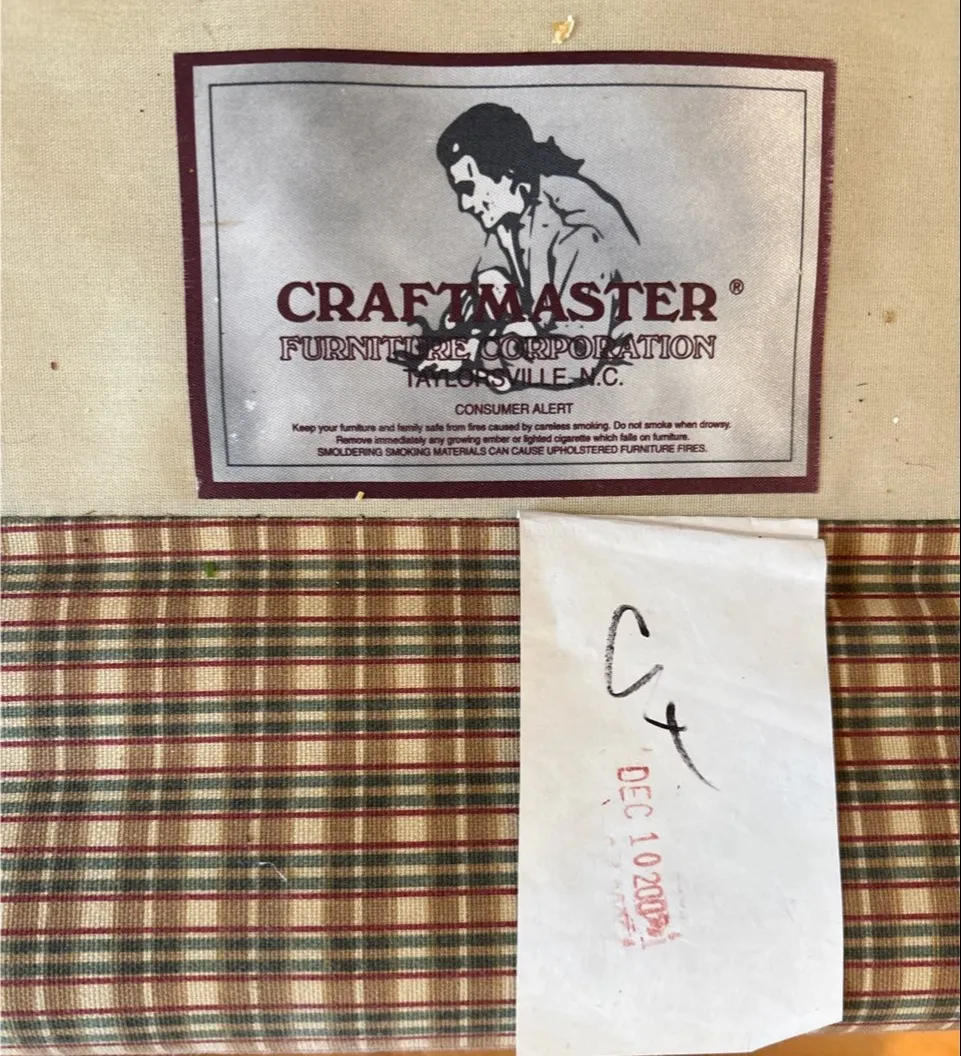 CRAFTMASTER®
FURNITURE CORPORATION
TAYLORSVILLE, N.C.
CONSUMER ALERT
Keep your furniture and family safe from fires caused by careless smoking. Do not smoke when drowsy.
Remove immediately any growing ember or lighted cigarette which falls on furniture.
SMOLDERING SMOKING MATERIALS CAN CAUSE UPHOLSTERED FURNITURE FIRES.
DEC 10